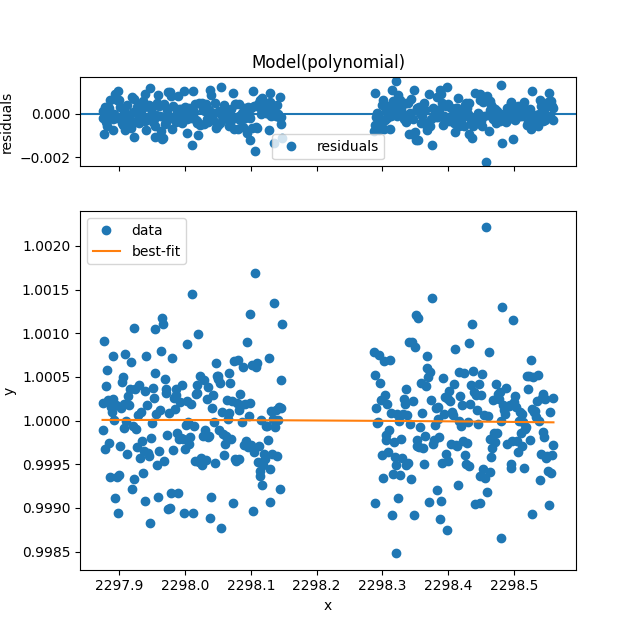 Model(polynomial)
residuals
0.000
−0.002
residuals
data
best-fit
y
1.0020
1.0015
1.0010
1.0005
1.0000
0.9995
0.9990
0.9985
2297.9 2298.0 2298.1 2298.2 2298.3 2298.4 2298.5
x